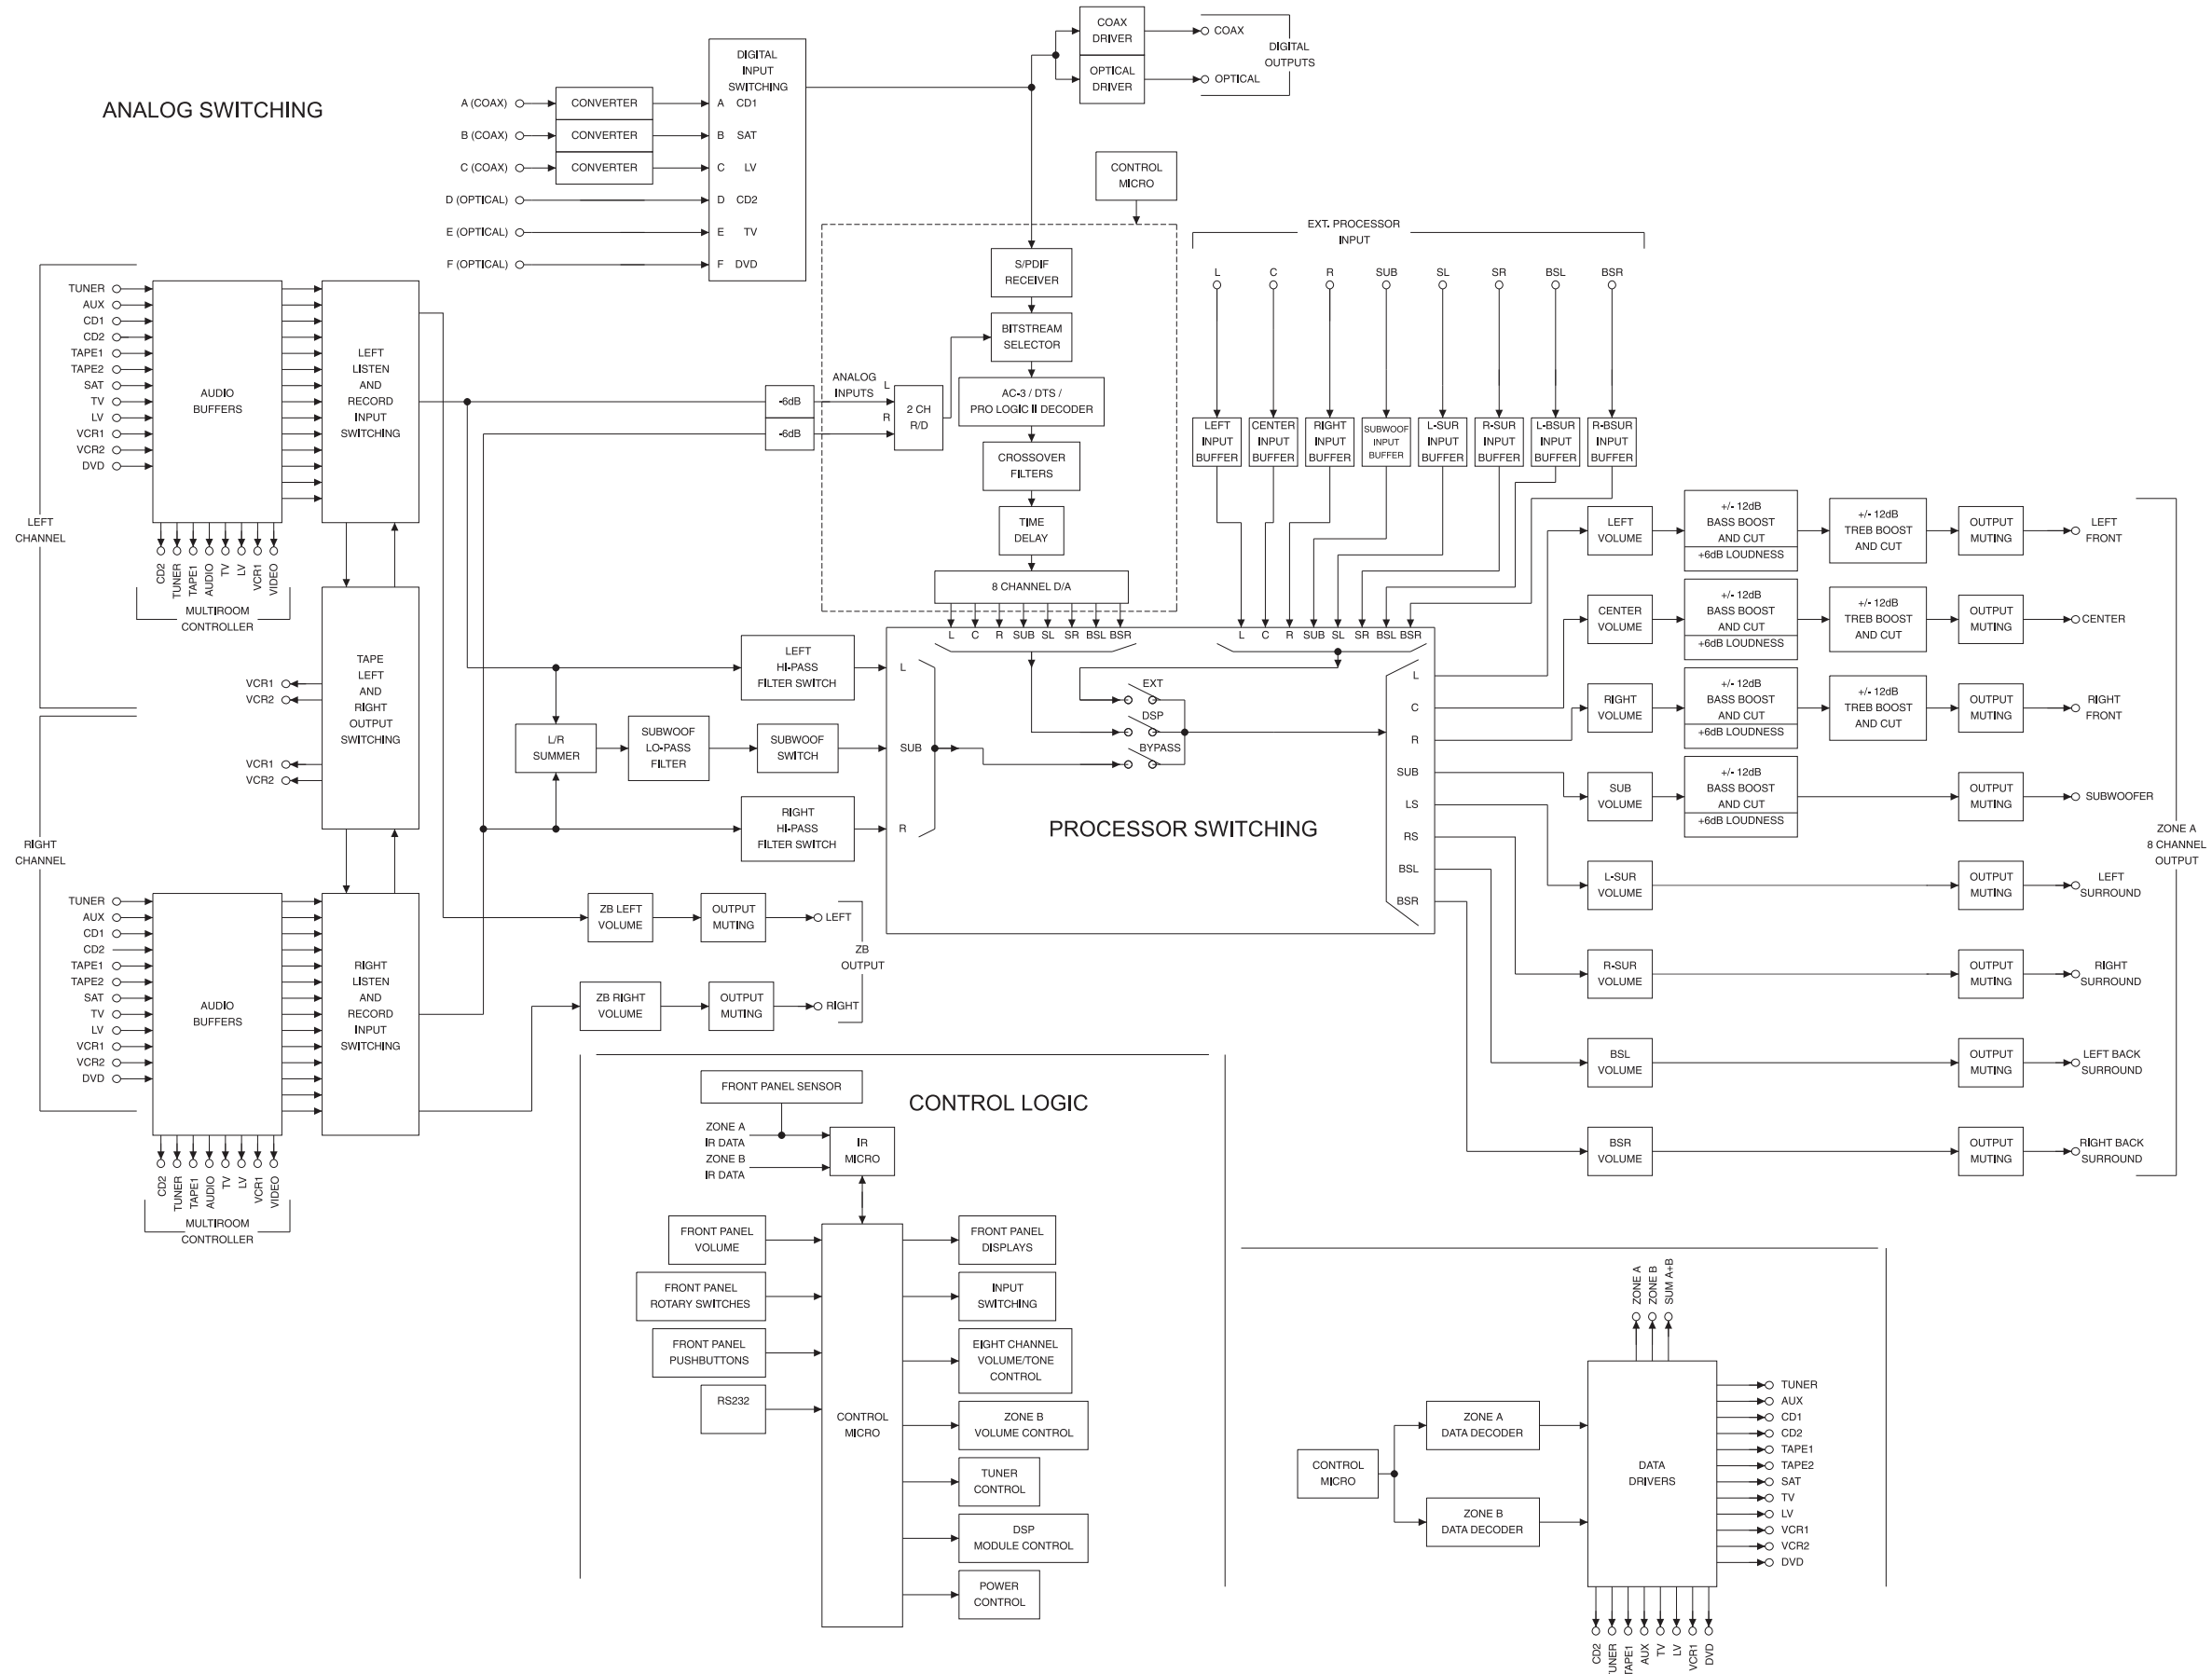 ANALOG SWITCHING
DIGITAL
INPUT
SWITCHING
A (COAX)
CONVERTER
A CD1
B (COAX)
CONVERTER
B SAT
C (COAX)
CONVERTER
C LV
D (OPTICAL)
D CD2
E (OPTICAL)
E TV
F (OPTICAL)
F DVD
COAX
DRIVER
COAX
OPTICAL
DRIVER
OPTICAL
DIGITAL
OUTPUTS
CONTROL
MICRO
S/PDIF
RECEIVER
BITSTREAM
SELECTOR
AC-3 / DTS /
PRO LOGIC II DECODER
CROSSOVER
FILTERS
TIME
DELAY
8 CHANNEL D/A
ANALOG
INPUTS
L
R
-6dB
-6dB
2 CH
R/D
EXT. PROCESSOR
INPUT
L C R SUB SL SR BSL BSR
LEFT
INPUT
BUFFER
CENTER
INPUT
BUFFER
RIGHT
INPUT
BUFFER
SUBWOOF
INPUT
BUFFER
L-SUR
INPUT
BUFFER
R-SUR
INPUT
BUFFER
L-BSUR
INPUT
BUFFER
R-BSUR
INPUT
BUFFER
LEFT
CHANNEL
TUNER
AUX
CD1
CD2
TAPE1
TAPE2
SAT
TV
LV
VCR1
VCR2
DVD
AUDIO
BUFFERS
LEFT
LISTEN
AND
RECORD
INPUT
SWITCHING
CD2
TUNER
TAPE1
AUDIO
TV
LV
VCR1
VIDEO
MULTIROOM
CONTROLLER
VCR1
VCR2
VCR1
VCR2
TAPE
LEFT
AND
RIGHT
OUTPUT
SWITCHING
RIGHT
CHANNEL
TUNER
AUX
CD1
CD2
TAPE1
TAPE2
SAT
TV
LV
VCR1
VCR2
DVD
AUDIO
BUFFERS
RIGHT
LISTEN
AND
RECORD
INPUT
SWITCHING
CD2
TUNER
TAPE1
AUDIO
TV
LV
VCR1
VIDEO
MULTIROOM
CONTROLLER
L/R
SUMMER
SUBWOOF
LO-PASS
FILTER
SUBWOOF
SWITCH
LEFT
HI-PASS
FILTER SWITCH
RIGHT
HI-PASS
FILTER SWITCH
L C R SUB SL SR BSL BSR
L C R SUB SL SR BSL BSR
L
SUB
R
EXT
DSP
BYPASS
PROCESSOR SWITCHING
L
C
R
SUB
LS
RS
BSL
BSR
ZB LEFT
VOLUME
OUTPUT
MUTING
LEFT
ZB RIGHT
VOLUME
OUTPUT
MUTING
RIGHT
ZB
OUTPUT
LEFT
VOLUME
+/- 12dB
BASS BOOST
AND CUT
+6dB LOUDNESS
+/- 12dB
TREB BOOST
AND CUT
OUTPUT
MUTING
LEFT
FRONT
CENTER
VOLUME
+/- 12dB
BASS BOOST
AND CUT
+6dB LOUDNESS
+/- 12dB
TREB BOOST
AND CUT
OUTPUT
MUTING
CENTER
RIGHT
VOLUME
+/- 12dB
BASS BOOST
AND CUT
+6dB LOUDNESS
+/- 12dB
TREB BOOST
AND CUT
OUTPUT
MUTING
RIGHT
FRONT
SUB
VOLUME
+/- 12dB
BASS BOOST
AND CUT
+6dB LOUDNESS
OUTPUT
MUTING
SUBWOOFER
L-SUR
VOLUME
OUTPUT
MUTING
LEFT
SURROUND
R-SUR
VOLUME
OUTPUT
MUTING
RIGHT
SURROUND
BSL
VOLUME
OUTPUT
MUTING
LEFT BACK
SURROUND
BSR
VOLUME
OUTPUT
MUTING
RIGHT BACK
SURROUND
ZONE A
8 CHANNEL
OUTPUT
CONTROL LOGIC
FRONT PANEL SENSOR
ZONE A
IR DATA
ZONE B
IR DATA
IR
MICRO
FRONT PANEL
VOLUME
FRONT PANEL
ROTARY SWITCHES
FRONT PANEL
PUSHBUTTONS
RS232
CONTROL
MICRO
FRONT PANEL
DISPLAYS
INPUT
SWITCHING
EIGHT CHANNEL
VOLUME/TONE
CONTROL
ZONE B
VOLUME CONTROL
TUNER
CONTROL
DSP
MODULE CONTROL
POWER
CONTROL
CONTROL
MICRO
ZONE A
DATA DECODER
ZONE B
DATA DECODER
DATA
DRIVERS
ZONE A
ZONE B
SUM A+B
TUNER
AUX
CD1
CD2
TAPE1
TAPE2
SAT
TV
LV
VCR1
VCR2
DVD
CD2
TUNER
TAPE1
AUX
TV
LV
VCR1
DVD